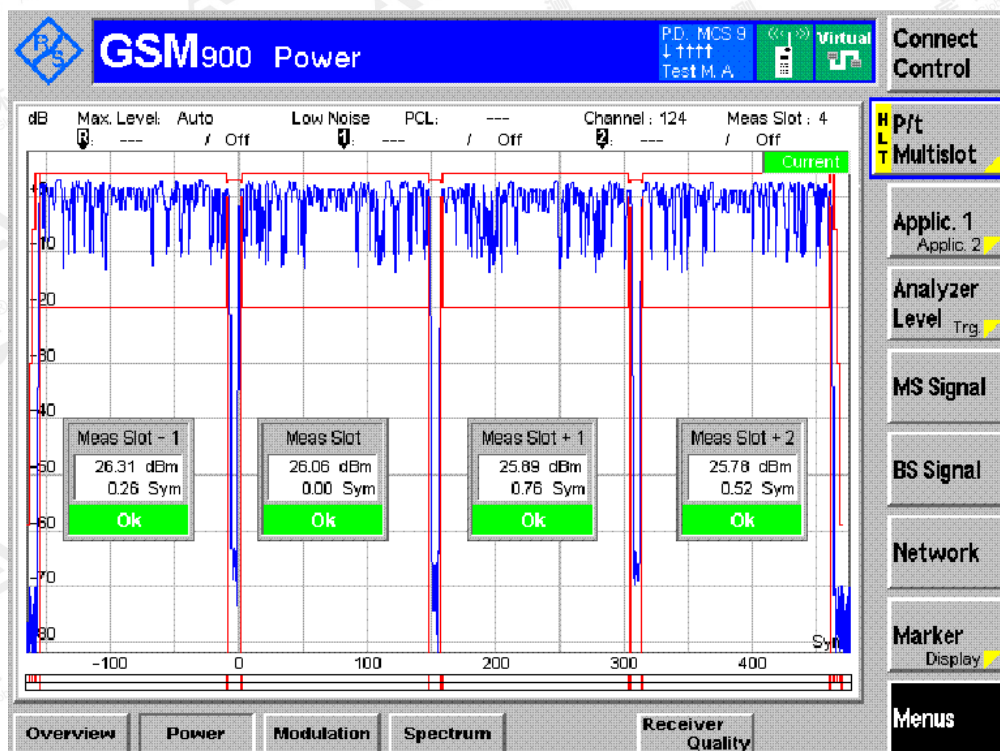 R/S
GSM900 Power
P.D. MCS 9
Test M. A
Virtual
Connect Control
dB Max. Level: Auto Low Noise PCL: --- Channel : 124 Meas Slot : 4
R: --- / Off 1: --- / Off 2: --- / Off
Current
H L T
P/t Multislot
Applic. 1
Applic. 2
Analyzer Level Trg.
MS Signal
BS Signal
Network
Marker
Display
Menus
-10
-20
-30
-40
-50
-60
-70
-80
Meas Slot - 1
26.31 dBm
0.26 Sym
Ok
Meas Slot
26.06 dBm
0.00 Sym
Ok
Meas Slot + 1
25.89 dBm
0.76 Sym
Ok
Meas Slot + 2
25.78 dBm
0.52 Sym
Ok
Sym
-100 0 100 200 300 400
Overview Power Modulation Spectrum Receiver Quality